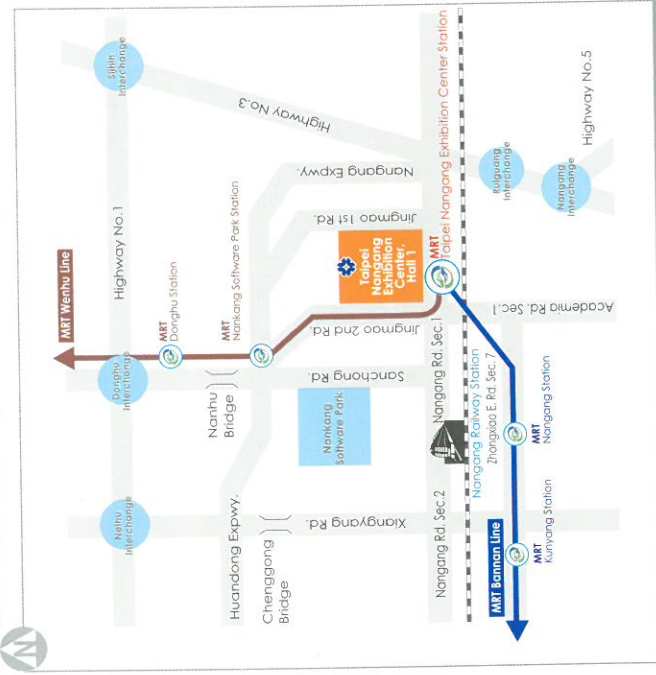 N
Neihu
Interchange
Donghu
Interchange
Sijhih
Interchange
MRT Wenhu Line
Highway No.1
MRT
Donghu Station
Nanhu
Bridge
MRT
Nankang Software Park Station
Huandong Expwy.
Chenggong
Bridge
Highway No.3
Nangang Expwy.
Jingmao 1st Rd.
Jingmao 2nd Rd.
Sanchong Rd.
Xiangyang Rd.
Nankang
Software Park
Taipei
Nangang
Exhibition
Center,
Hall 1
Nangang Rd. Sec.2
Nangang Rd. Sec.1
MRT
Taipei Nangang Exhibition Center Station
Nangang Railway Station
Zhongxiao E. Rd. Sec. 7
Academia Rd. Sec.1
Ruiguang
Interchange
Nangang
Interchange
Highway No.5
MRT Bannan Line
MRT
Kunyang Station
MRT
Nangang Station